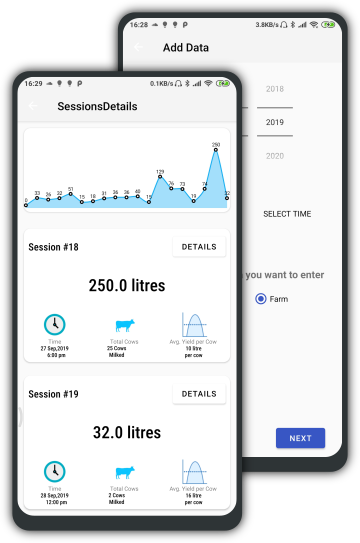 16:28
3.8KB/s
Add Data
2018
2019
2020
SELECT TIME
you want to enter
Farm
NEXT
16:29
0.1KB/s
SessionsDetails
0 33 26 32 51 15 18 31 36 36 40 15 129 76 73 19 74 250 32
Session #18
DETAILS
250.0 litres
Time
27 Sep,2019
6:00 pm
Total Cows
25 Cows
Milked
Avg. Yield per Cow
10 litre
per cow
Session #19
DETAILS
32.0 litres
Time
28 Sep,2019
12:00 pm
Total Cows
2 Cows
Milked
Avg. Yield per Cow
16 litre
per cow